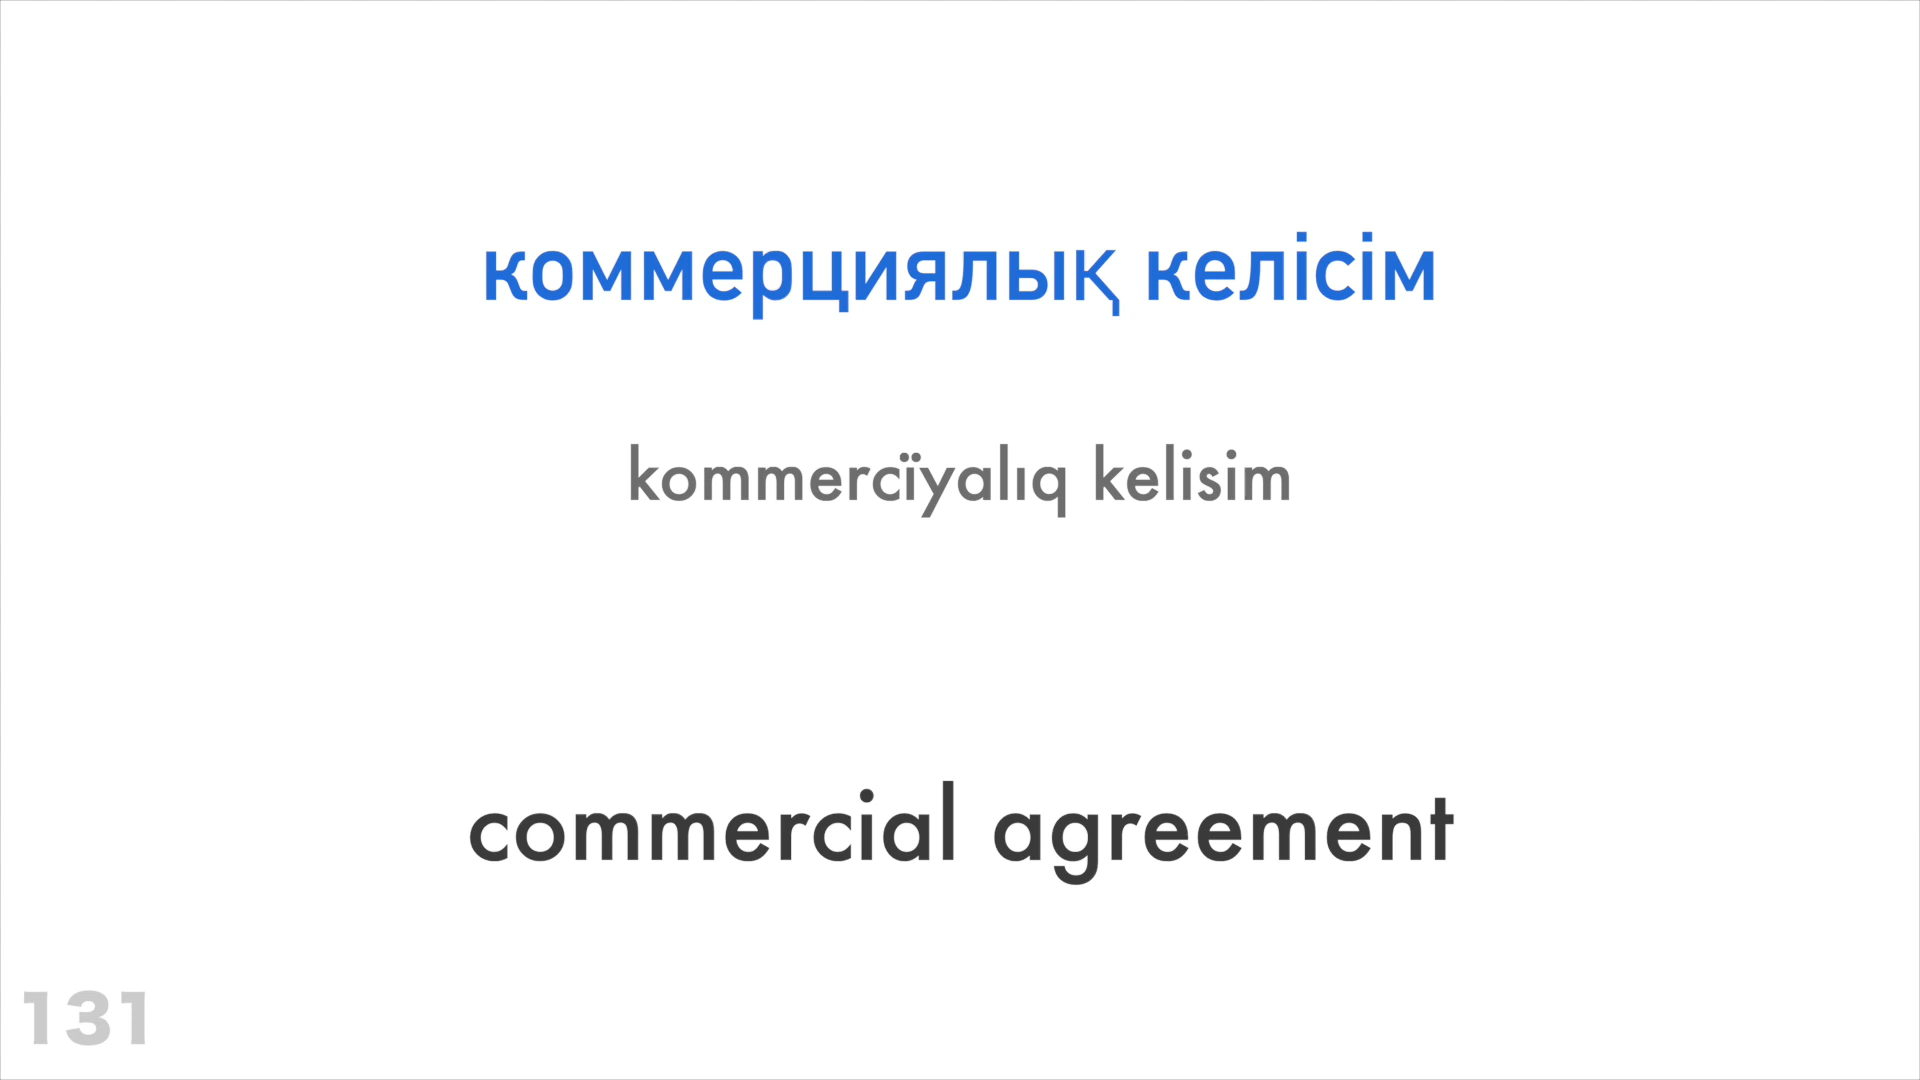 коммерциялық келісім
kommercïyalıq kelisim
commercial agreement
131